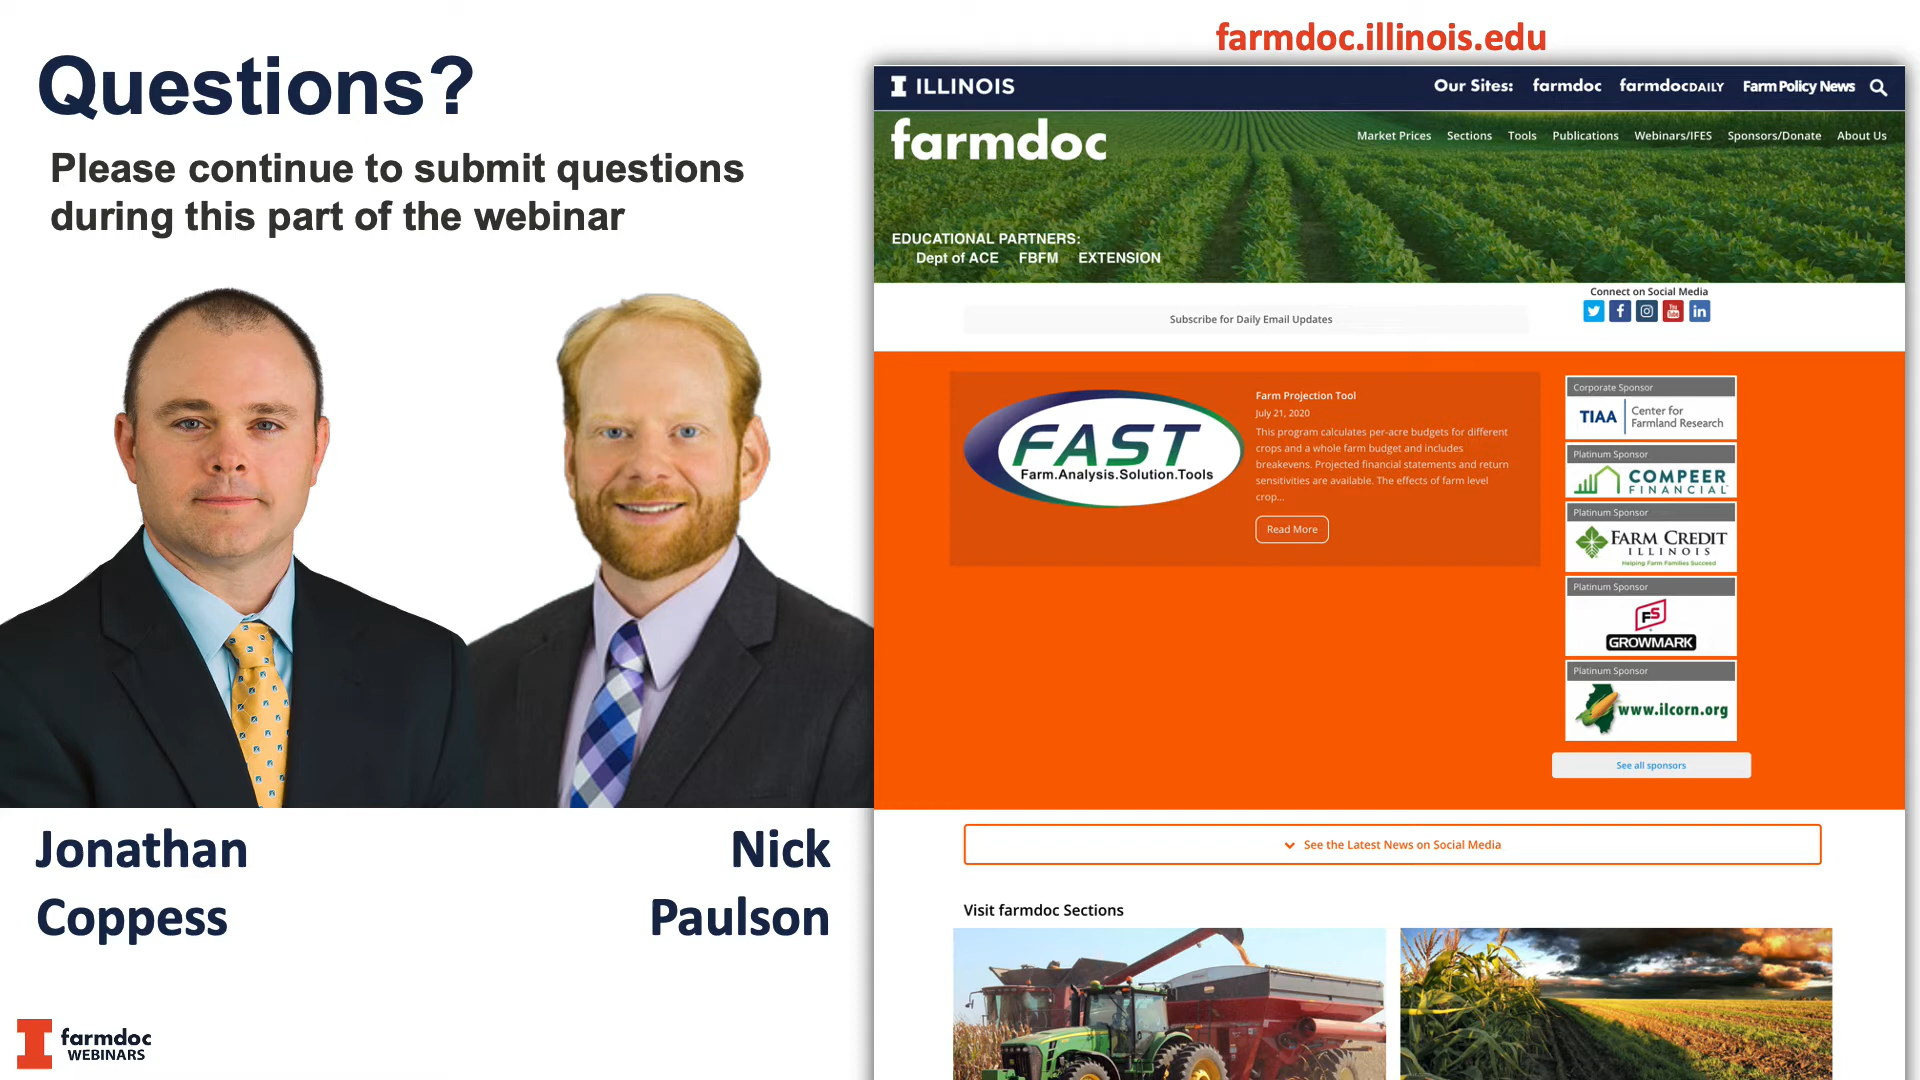 Questions?
Please continue to submit questions
during this part of the webinar
Jonathan
Coppess
Nick
Paulson
farmdoc
WEBINARS
farmdoc.illinois.edu
ILLINOIS
Our Sites: farmdoc farmdocDAILY Farm Policy News
farmdoc
Market Prices Sections Tools Publications Webinars/IFES Sponsors/Donate About Us
EDUCATIONAL PARTNERS:
Dept of ACE FBFM EXTENSION
Subscribe for Daily Email Updates
Connect on Social Media
FAST
Farm.Analysis.Solution.Tools
Farm Projection Tool
July 21, 2020
This program calculates per-acre budgets for different
crops and a whole farm budget and includes
breakevens. Projected financial statements and return
sensitivities are available. The effects of farm level
crop...
Read More
Corporate Sponsor
TIAA Center for
Farmland Research
Platinum Sponsor
COMPEER
FINANCIAL
Platinum Sponsor
FARM CREDIT
ILLINOIS
Helping Farm Families Succeed
Platinum Sponsor
FS
GROWMARK
Platinum Sponsor
www.ilcorn.org
See all sponsors
See the Latest News on Social Media
Visit farmdoc Sections